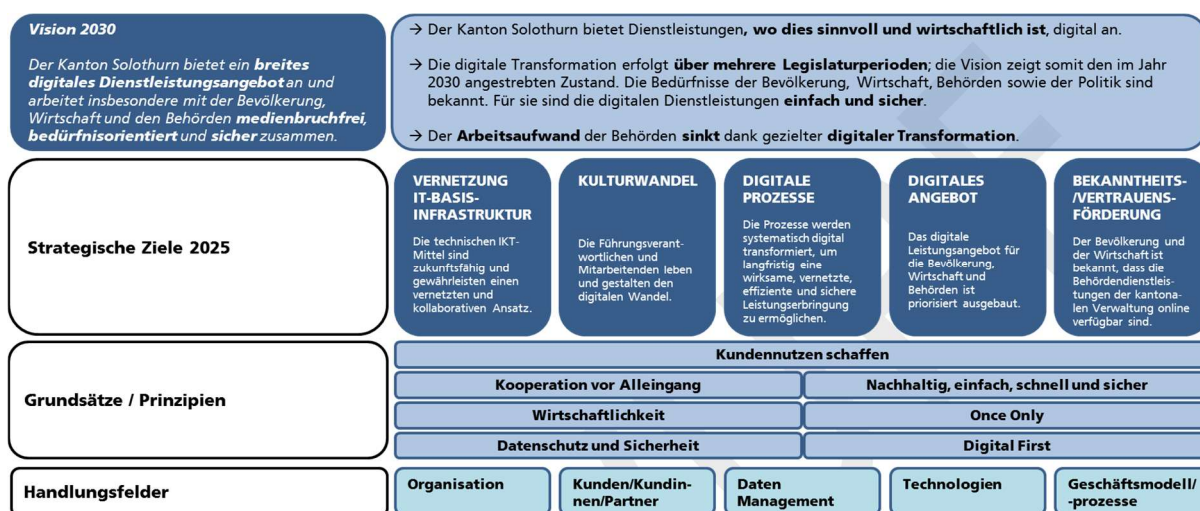 Vision 2030
Der Kanton Solothurn bietet ein breites
digitales Dienstleistungsangebot an und
arbeitet insbesondere mit der Bevölkerung,
Wirtschaft und den Behörden medienbruchfrei,
bedürfnisorientiert und sicher zusammen.
→ Der Kanton Solothurn bietet Dienstleistungen, wo dies sinnvoll und wirtschaftlich ist, digital an.
→ Die digitale Transformation erfolgt über mehrere Legislaturperioden; die Vision zeigt somit den im Jahr
2030 angestrebten Zustand. Die Bedürfnisse der Bevölkerung, Wirtschaft, Behörden sowie der Politik sind
bekannt. Für sie sind die digitalen Dienstleistungen einfach und sicher.
→ Der Arbeitsaufwand der Behörden sinkt dank gezielter digitaler Transformation.
Strategische Ziele 2025
VERNETZUNG
IT-BASIS-
INFRASTRUKTUR
Die technischen IKT-
Mittel sind
zukunftsfähig und
gewährleisten einen
vernetzten und
kollaborativen Ansatz.
KULTURWANDEL
Die Führungsverant-
wortlichen und
Mitarbeitenden leben
und gestalten den
digitalen Wandel.
DIGITALE
PROZESSE
Die Prozesse werden
systematisch digital
transformiert, um
langfristig eine
wirksame, vernetzte,
effiziente und sichere
Leistungserbringung
zu ermöglichen.
DIGITALES
ANGEBOT
Das digitale
Leistungsangebot für
die Bevölkerung,
Wirtschaft und
Behörden ist
priorisiert ausgebaut.
BEKANNTHEITS-
/VERTRAUENS-
FÖRDERUNG
Der Bevölkerung und
der Wirtschaft ist
bekannt, dass die
Behördendienstleis-
tungen der kantona-
len Verwaltung online
verfügbar sind.
Grundsätze / Prinzipien
Kundennutzen schaffen
Kooperation vor Alleingang
Nachhaltig, einfach, schnell und sicher
Wirtschaftlichkeit
Once Only
Datenschutz und Sicherheit
Digital First
Handlungsfelder
Organisation
Kunden/Kundin-
nen/Partner
Daten
Management
Technologien
Geschäftsmodell/
-prozesse